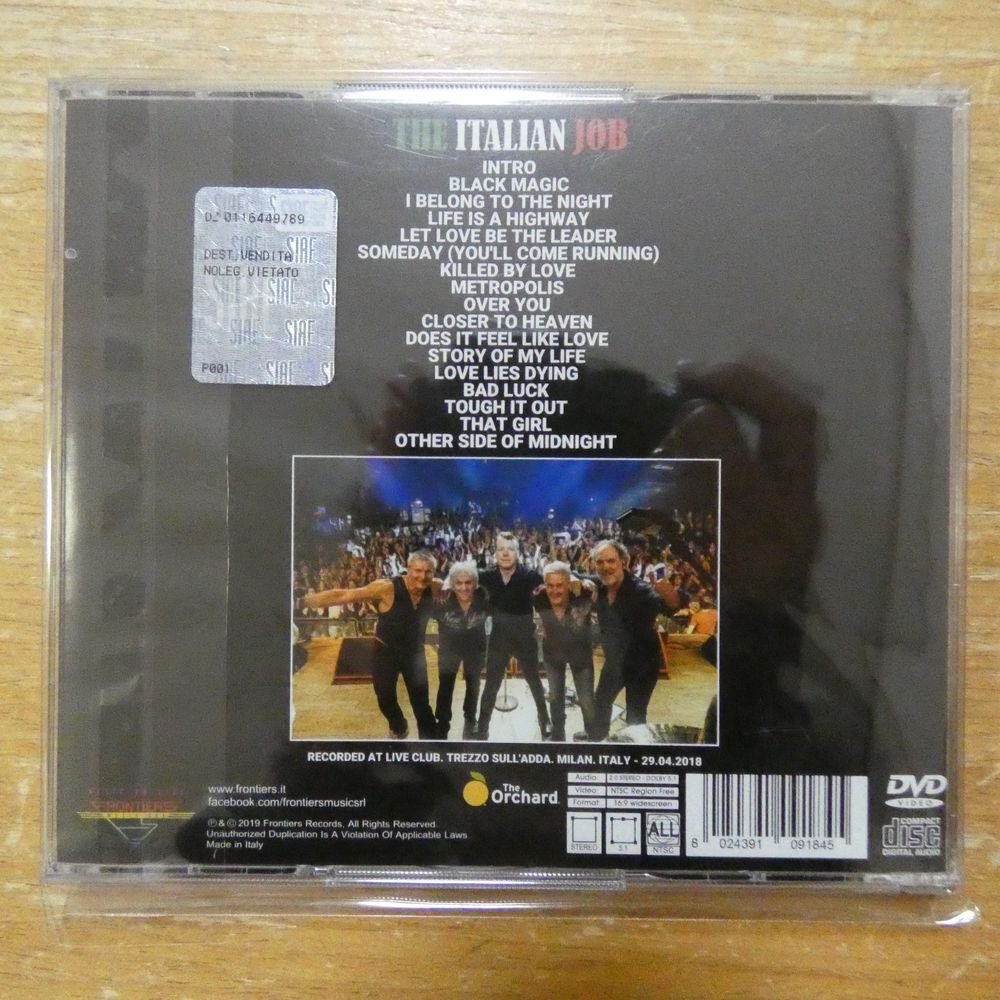 THE ITALIAN JOB
INTRO
BLACK MAGIC
I BELONG TO THE NIGHT
LIFE IS A HIGHWAY
LET LOVE BE THE LEADER
SOMEDAY (YOU'LL COME RUNNING)
KILLED BY LOVE
METROPOLIS
OVER YOU
CLOSER TO HEAVEN
DOES IT FEEL LIKE LOVE
STORY OF MY LIFE
LOVE LIES DYING
BAD LUCK
TOUGH IT OUT
THAT GIRL
OTHER SIDE OF MIDNIGHT
SIAE
0116449789
DEST.VENDITA
NOLEG VIETATO
P001
RECORDED AT LIVE CLUB. TREZZO SULL'ADDA. MILAN. ITALY - 29.04.2018
FRONTIERS
www.frontiers.it
facebook.com/frontiersmusicsrl
℗ & © 2019 Frontiers Records, All Rights Reserved.
Unauthorized Duplication Is A Violation Of Applicable Laws
Made in Italy
The Orchard
Audio: 2.0 STEREO - DOLBY 5.1
Video: NTSC Region Free
Format: 16:9 widescreen
STEREO
5.1
ALL
NTSC
8 024391 091845
DVD
VIDEO
COMPACT
disc
DIGITAL AUDIO